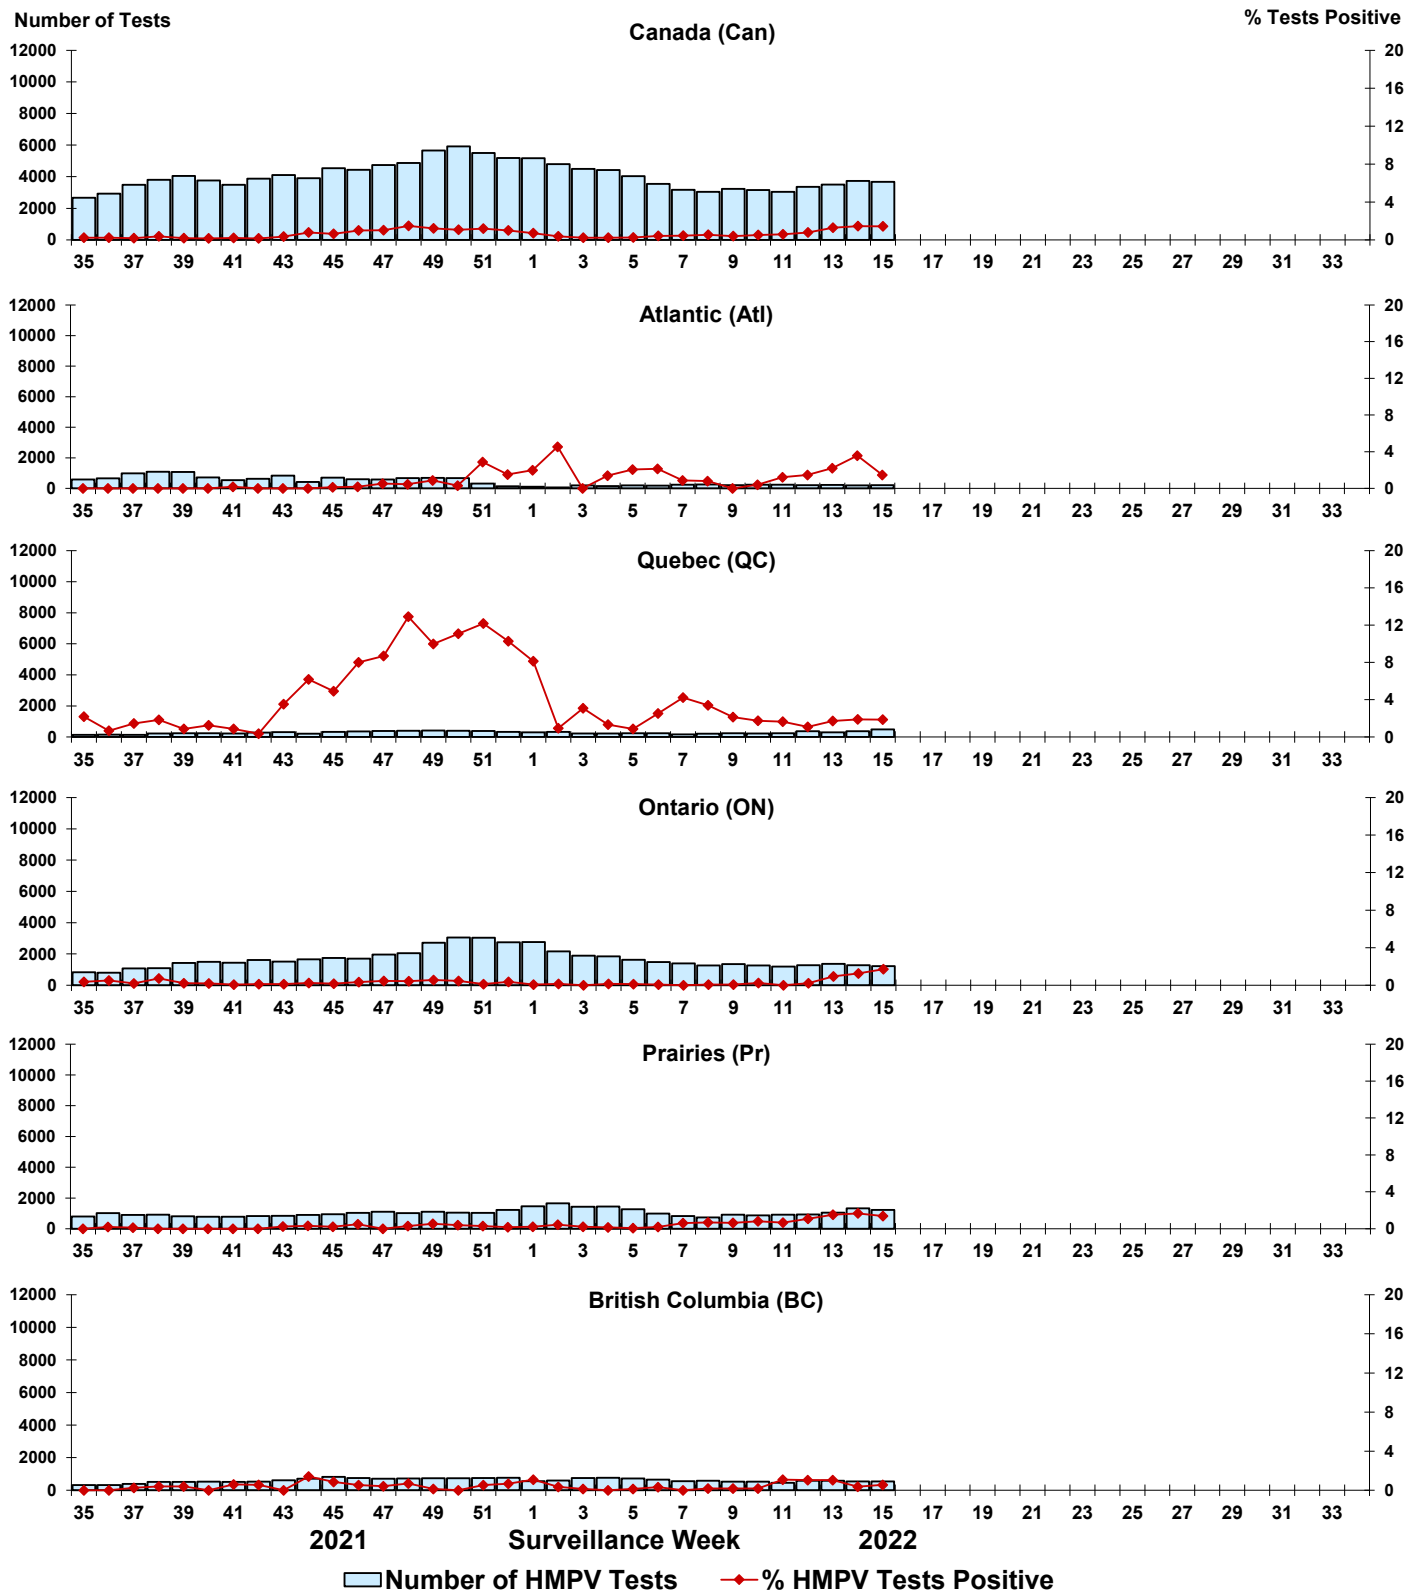 Number of Tests
% Tests Positive
Canada (Can)
12000 20
10000 16
8000 12
6000 8
4000 4
2000
0 0
35 37 39 41 43 45 47 49 51 1 3 5 7 9 11 13 15 17 19 21 23 25 27 29 31 33
Atlantic (Atl)
12000 20
10000 16
8000 12
6000 8
4000 4
2000
0 0
35 37 39 41 43 45 47 49 51 1 3 5 7 9 11 13 15 17 19 21 23 25 27 29 31 33
Quebec (QC)
12000 20
10000 16
8000 12
6000 8
4000 4
2000
0 0
35 37 39 41 43 45 47 49 51 1 3 5 7 9 11 13 15 17 19 21 23 25 27 29 31 33
Ontario (ON)
12000 20
10000 16
8000 12
6000 8
4000 4
2000
0 0
35 37 39 41 43 45 47 49 51 1 3 5 7 9 11 13 15 17 19 21 23 25 27 29 31 33
Prairies (Pr)
12000 20
10000 16
8000 12
6000 8
4000 4
2000
0 0
35 37 39 41 43 45 47 49 51 1 3 5 7 9 11 13 15 17 19 21 23 25 27 29 31 33
British Columbia (BC)
12000 20
10000 16
8000 12
6000 8
4000 4
2000
0 0
35 37 39 41 43 45 47 49 51 1 3 5 7 9 11 13 15 17 19 21 23 25 27 29 31 33
2021 Surveillance Week 2022
Number of HMPV Tests % HMPV Tests Positive